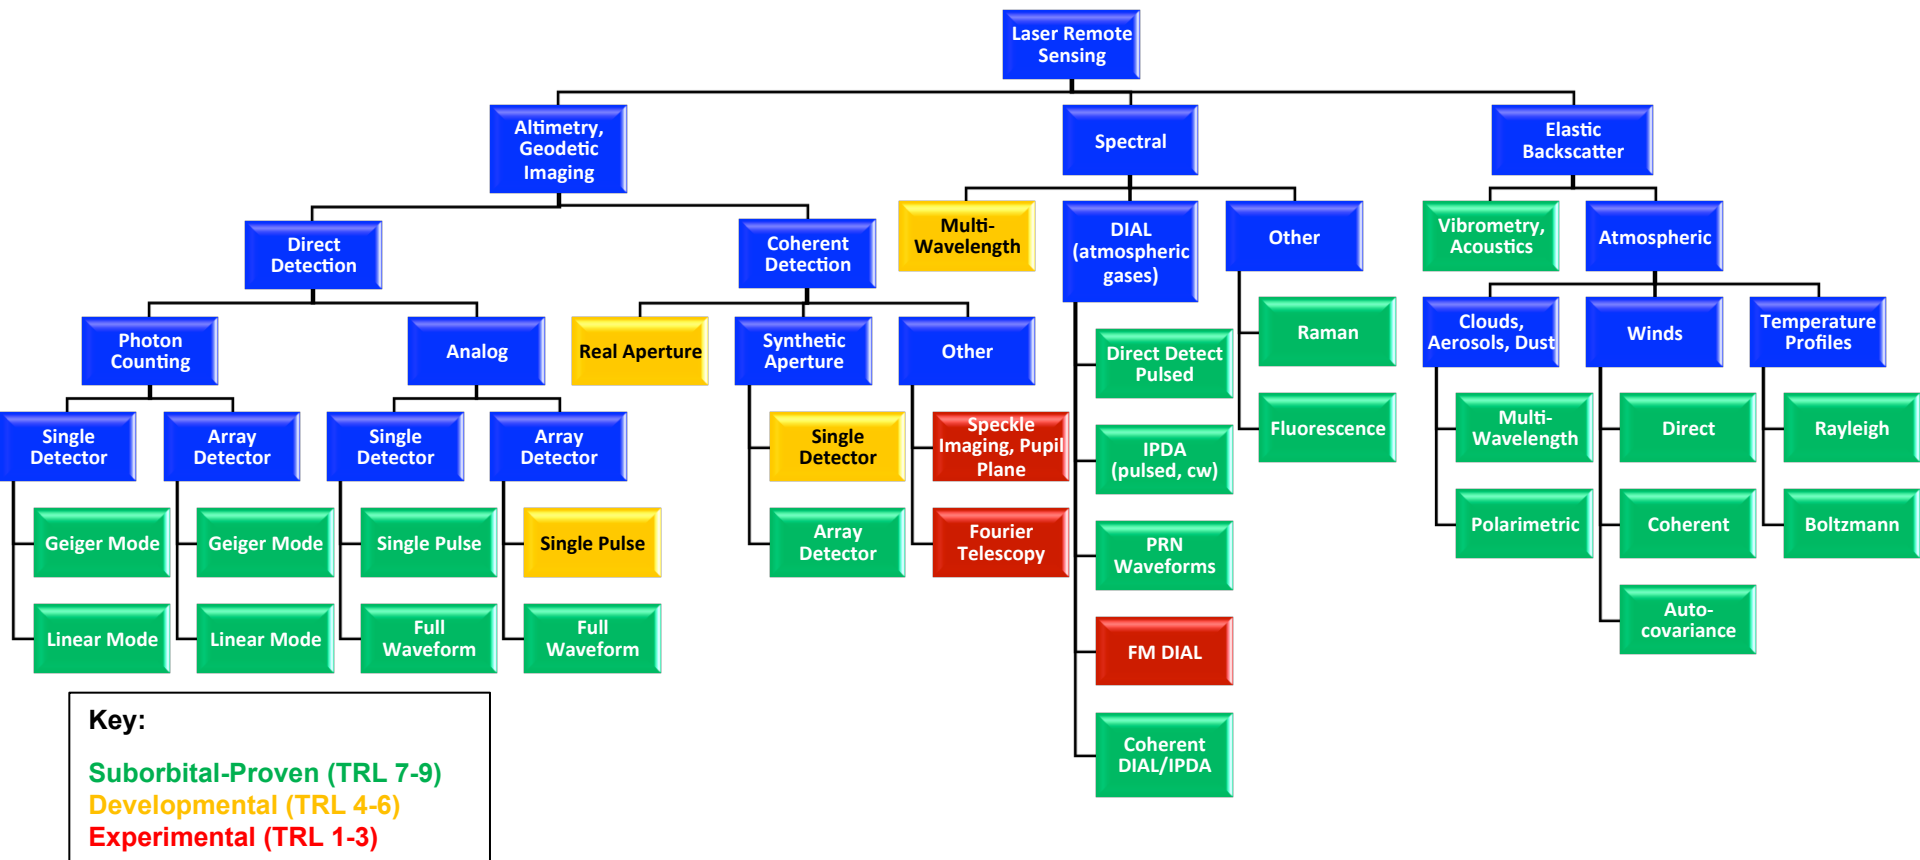 Laser Remote
Sensing
Altimetry,
Geodetic
Imaging
Spectral
Elastic
Backscatter
Direct
Detection
Coherent
Detection
Multi-
Wavelength
DIAL
(atmospheric
gases)
Other
Vibrometry,
Acoustics
Atmospheric
Photon
Counting
Analog
Real Aperture
Synthetic
Aperture
Other
Direct Detect
Pulsed
Raman
Clouds,
Aerosols, Dust
Winds
Temperature
Profiles
Single
Detector
Array
Detector
Single
Detector
Array
Detector
Single
Detector
Speckle
Imaging, Pupil
Plane
IPDA
(pulsed, cw)
Fluorescence
Multi-
Wavelength
Direct
Rayleigh
Geiger Mode
Geiger Mode
Single Pulse
Single Pulse
Array
Detector
Fourier
Telescopy
PRN
Waveforms
Polarimetric
Coherent
Boltzmann
Linear Mode
Linear Mode
Full
Waveform
Full
Waveform
FM DIAL
Auto-
covariance
Coherent
DIAL/IPDA
Key:
Suborbital-Proven (TRL 7-9)
Developmental (TRL 4-6)
Experimental (TRL 1-3)